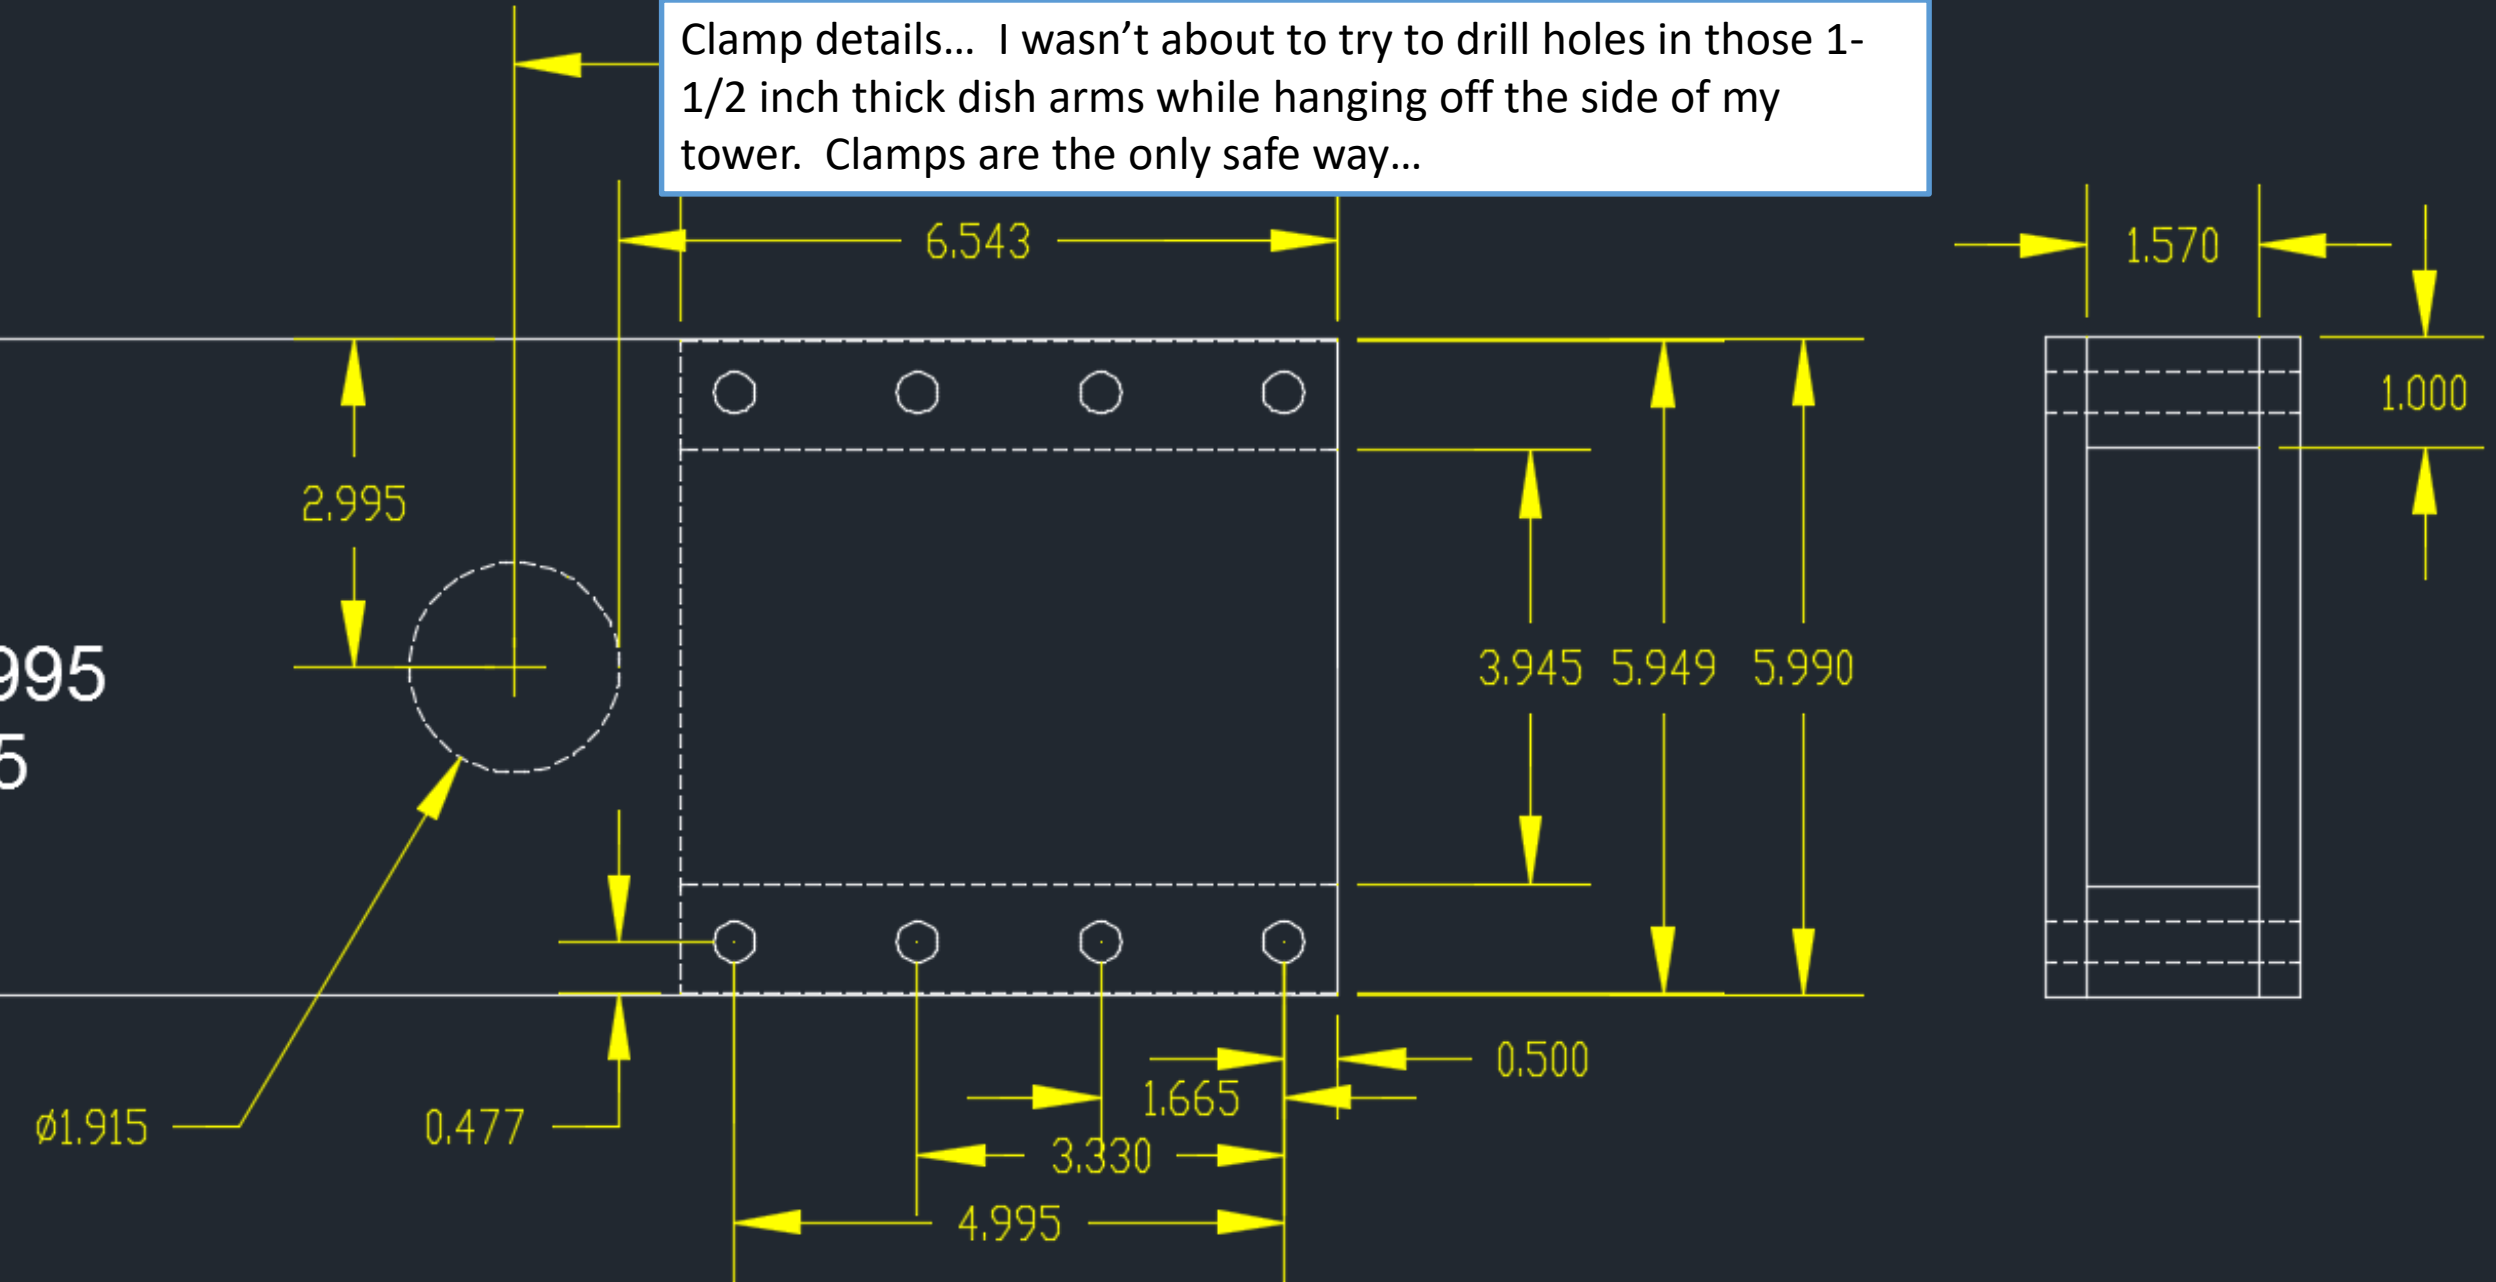 Clamp details… I wasn’t about to try to drill holes in those 1-
1/2 inch thick dish arms while hanging off the side of my
tower. Clamps are the only safe way…
6.543
1.570
1.000
2.995
995
5
3.945 5.949 5.990
0.500
1.665
ø1.915
0.477
3.330
4.995